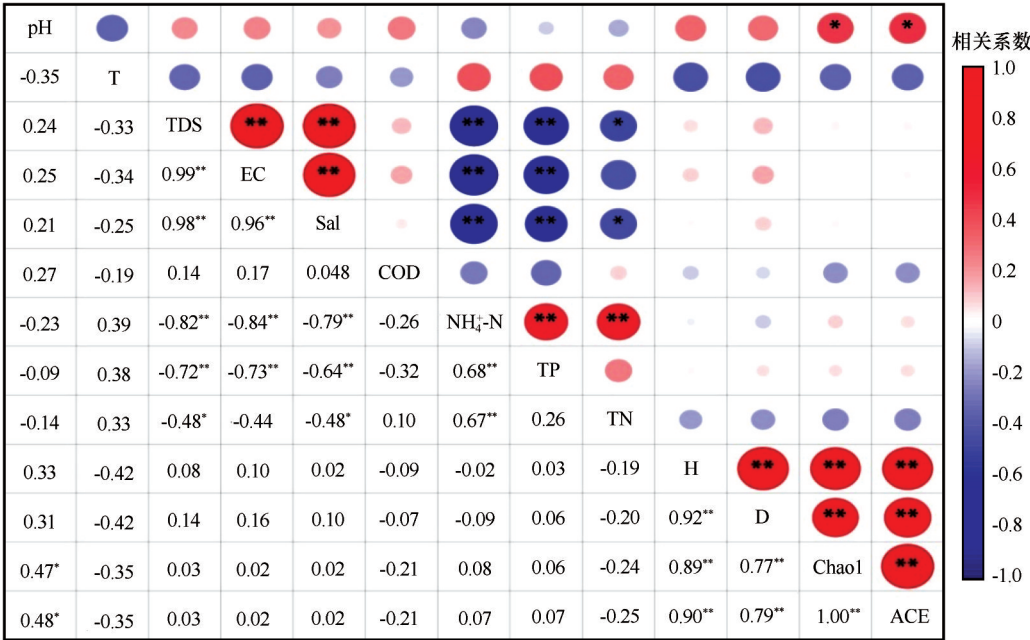 pH * *
-0.35 T
0.24 -0.33 TDS ** ** ** ** *
0.25 -0.34 0.99** EC ** ** **
0.21 -0.25 0.98** 0.96** Sal ** ** *
0.27 -0.19 0.14 0.17 0.048 COD
-0.23 0.39 -0.82** -0.84** -0.79** -0.26 NH₄⁺-N ** **
-0.09 0.38 -0.72** -0.73** -0.64** -0.32 0.68** TP
-0.14 0.33 -0.48* -0.44 -0.48* 0.10 0.67** 0.26 TN
0.33 -0.42 0.08 0.10 0.02 -0.09 -0.02 0.03 -0.19 H ** ** **
0.31 -0.42 0.14 0.16 0.10 -0.07 -0.09 0.06 -0.20 0.92** D ** **
0.47* -0.35 0.03 0.02 0.02 -0.21 0.08 0.06 -0.24 0.89** 0.77** Chao1 **
0.48* -0.35 0.03 0.02 0.02 -0.21 0.07 0.07 -0.25 0.90** 0.79** 1.00** ACE
相关系数
1.0
0.8
0.6
0.4
0.2
0
-0.2
-0.4
-0.6
-0.8
-1.0